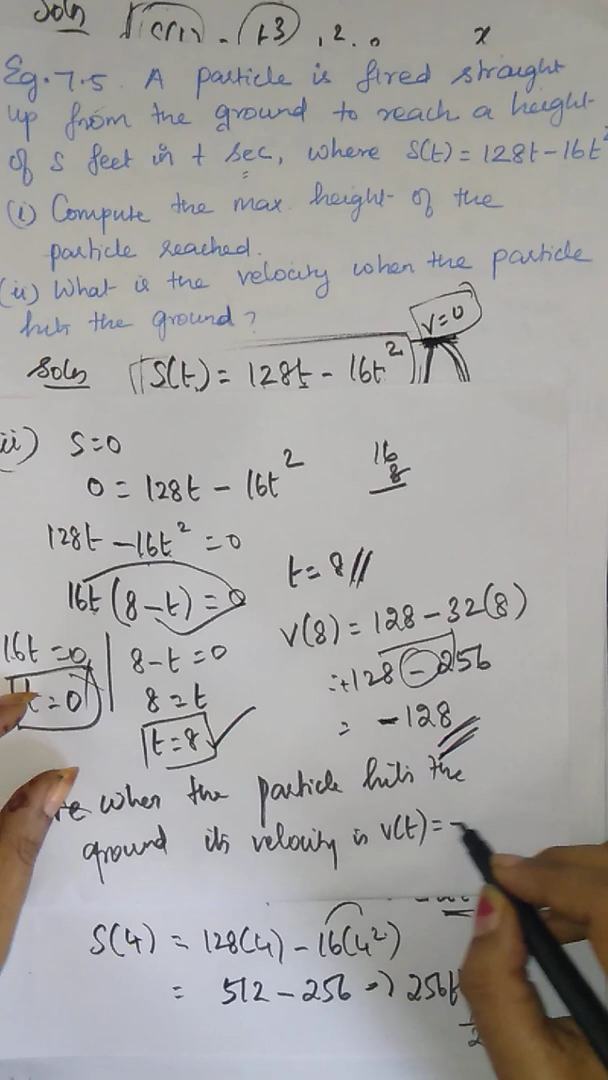 Soln
Eg. 7.5. A particle is fired straight
up from the ground to reach a height
of s feet in t sec, where S(t) = 128t - 16t²
(i) Compute the max. height of the
particle reached.
(ii) What is the velocity when the particle
hits the ground?
V=0
Soln S(t) = 128t - 16t²
ii) S=0
0 = 128t - 16t²
16
8
128t - 16t² = 0
16t (8-t) = 0
t = 8//
16t = 0
t = 0
8-t = 0
8 = t
t = 8
V(8) = 128 - 32(8)
= +128 - 256
= -128
when the particle hits the
ground its velocity is V(t) = -
S(4) = 128(4) - 16(4²)
= 512 - 256 => 256